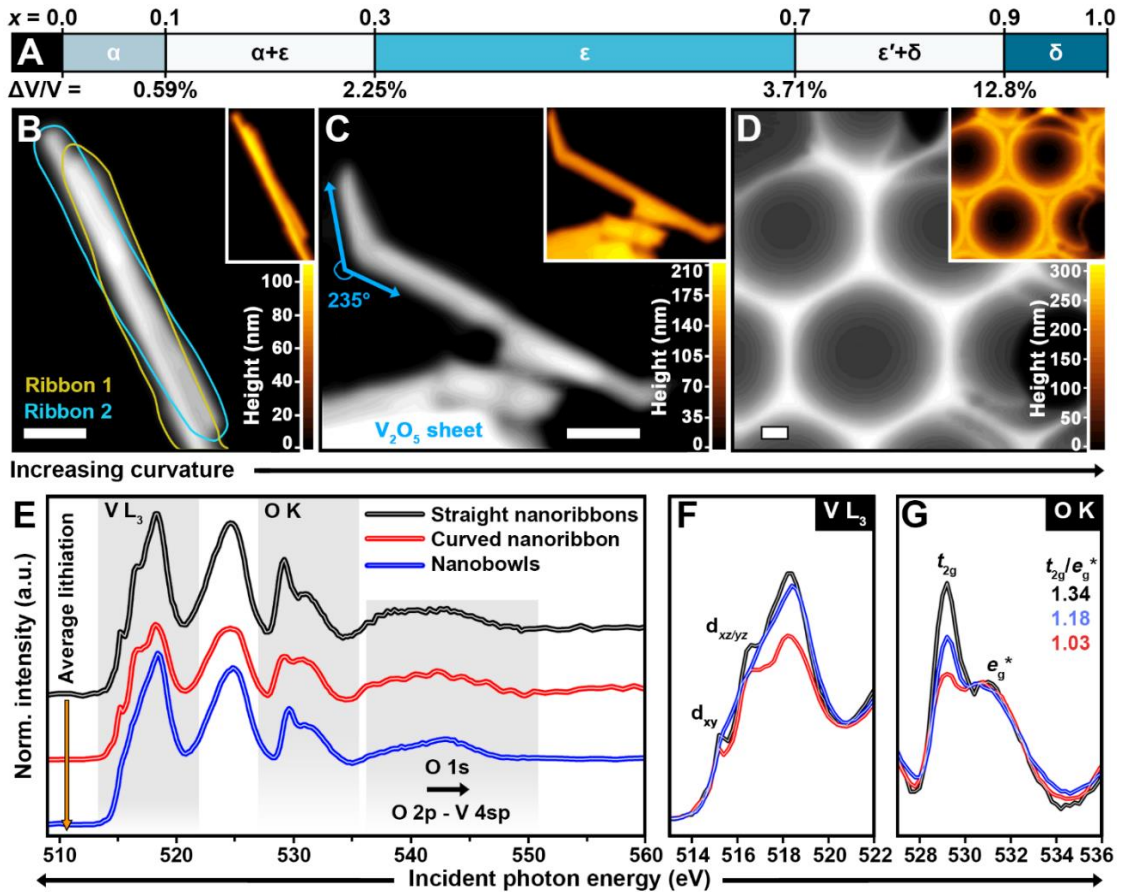 x = 0.0 0.1 0.3 0.7 0.9 1.0
A α α+ε ε ε′+δ δ
ΔV/V = 0.59% 2.25% 3.71% 12.8%
B
Ribbon 1
Ribbon 2
Height (nm)
100
80
60
40
20
0
C
235°
V₂O₅ sheet
Height (nm)
210
175
140
105
70
35
0
D
Height (nm)
300
250
200
150
100
50
0
Increasing curvature
E
V L₃
O K
Straight nanoribbons
Curved nanoribbon
Nanobowls
Average lithiation
Norm. intensity (a.u.)
O 1s
O 2p - V 4sp
510 520 530 540 550 560
F
V L₃
dxz/yz
dxy
514 516 518 520 522
G
O K
t₂g
t₂g/eg*
1.34
1.18
1.03
eg*
528 530 532 534 536
Incident photon energy (eV)